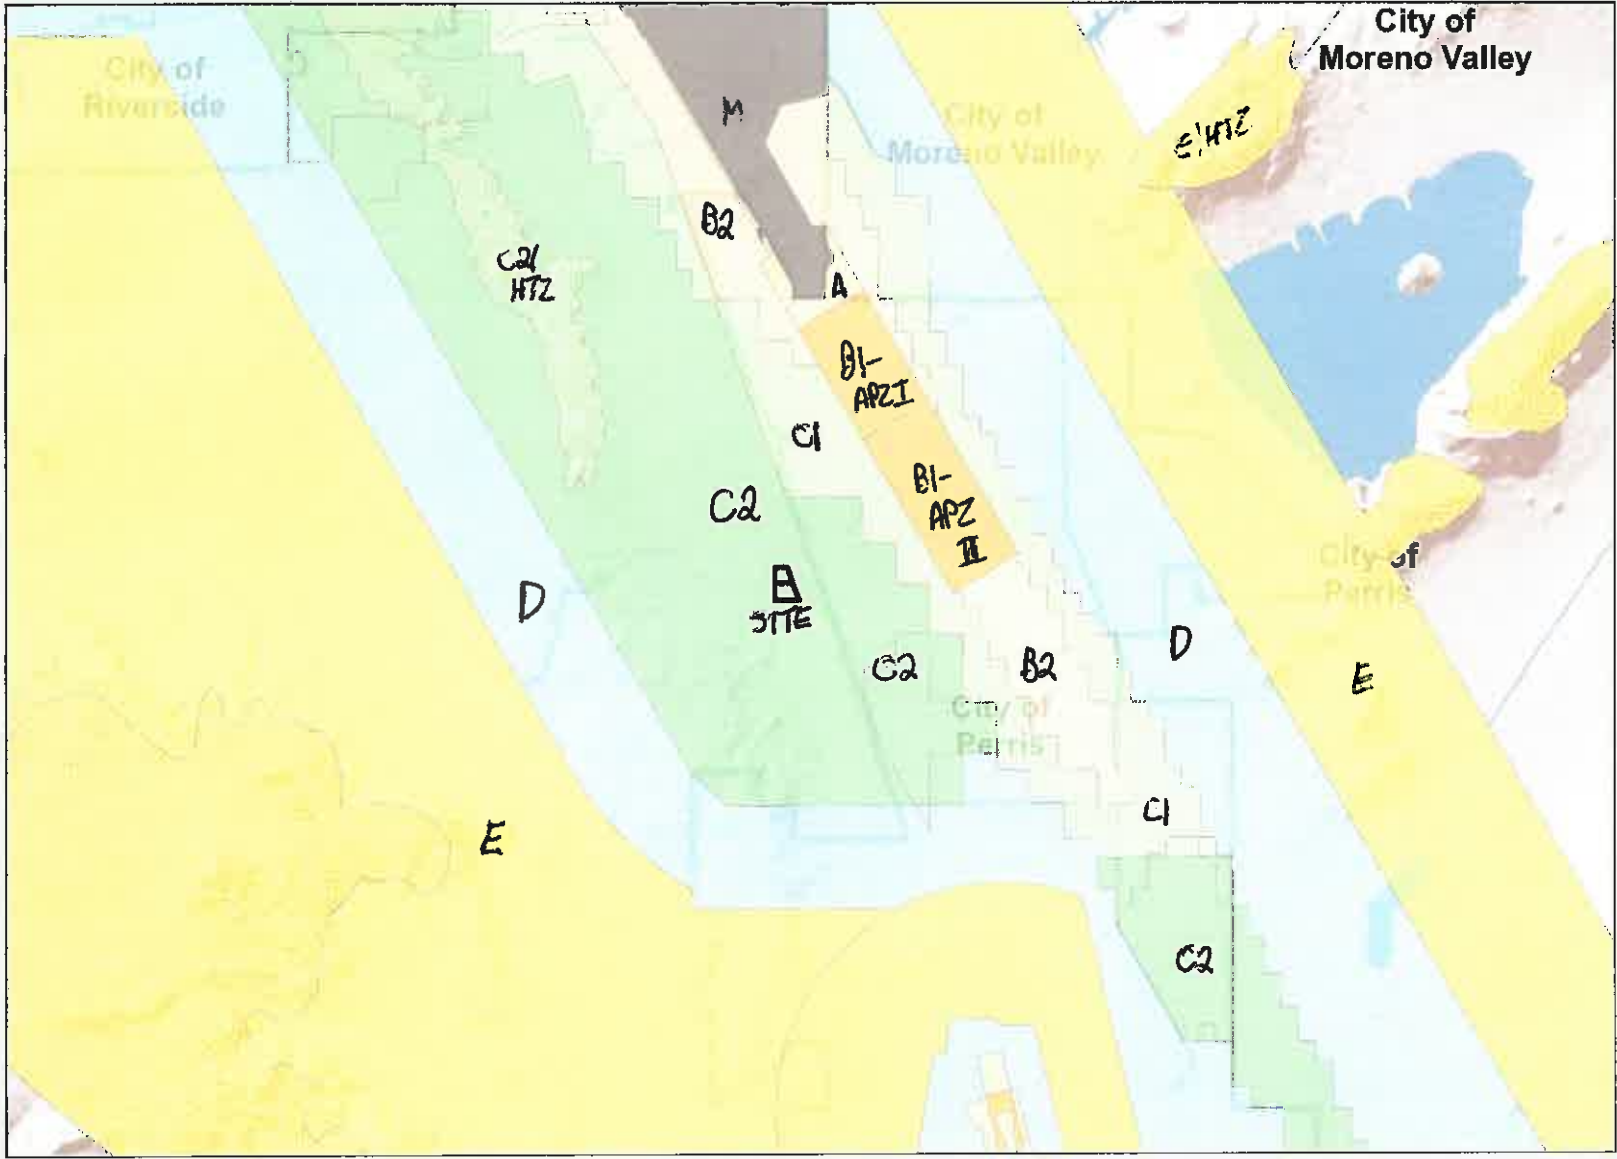 City of
Moreno Valley
City of
Riverside
M
City of
Moreno Valley
E/HTZ
B2
C2/
HTZ
A
B1-
APZ I
C1
B1-
APZ
II
C2
City of
Perris
D
SITE
D
C2
B2
E
City of
Perris
C1
E
C2